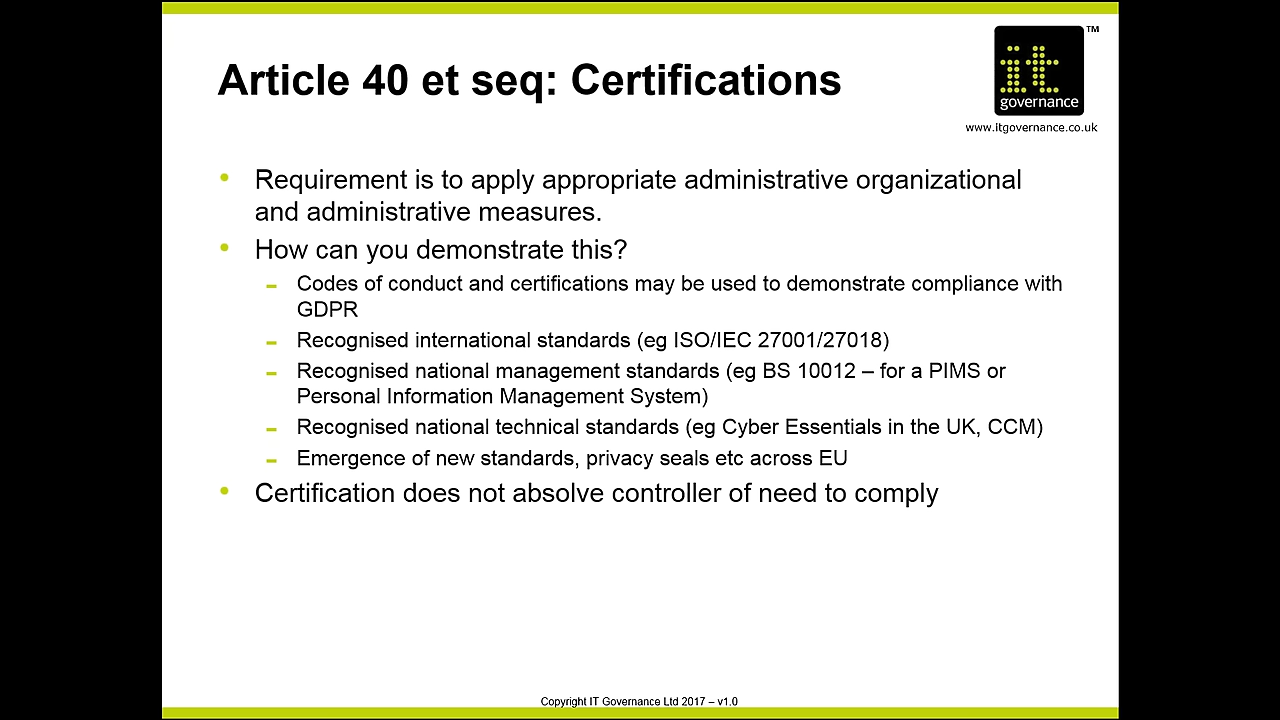 Article 40 et seq: Certifications
it
governance
TM
www.itgovernance.co.uk
• Requirement is to apply appropriate administrative organizational
and administrative measures.
• How can you demonstrate this?
– Codes of conduct and certifications may be used to demonstrate compliance with
GDPR
– Recognised international standards (eg ISO/IEC 27001/27018)
– Recognised national management standards (eg BS 10012 – for a PIMS or
Personal Information Management System)
– Recognised national technical standards (eg Cyber Essentials in the UK, CCM)
– Emergence of new standards, privacy seals etc across EU
• Certification does not absolve controller of need to comply
Copyright IT Governance Ltd 2017 – v1.0